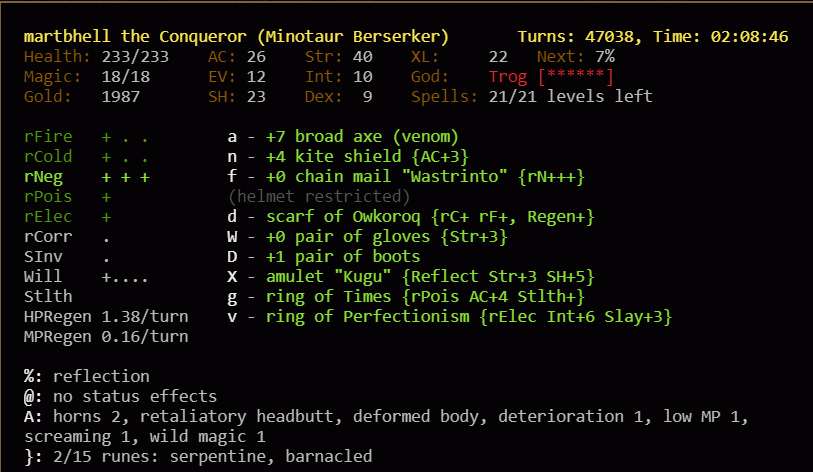 martbhell the Conqueror (Minotaur Berserker) Turns: 47038, Time: 02:08:46
Health: 233/233 AC: 26 Str: 40 XL: 22 Next: 7%
Magic: 18/18 EV: 12 Int: 10 God: Trog [******]
Gold: 1987 SH: 23 Dex: 9 Spells: 21/21 levels left
rFire + . . a - +7 broad axe (venom)
rCold + . . n - +4 kite shield {AC+3}
rNeg + + + f - +0 chain mail "Wastrinto" {rN+++}
rPois + (helmet restricted)
rElec + d - scarf of Owkoroq {rC+ rF+, Regen+}
rCorr . W - +0 pair of gloves {Str+3}
SInv . D - +1 pair of boots
Will +.... X - amulet "Kugu" {Reflect Str+3 SH+5}
Stlth g - ring of Times {rPois AC+4 Stlth+}
HPRegen 1.38/turn v - ring of Perfectionism {rElec Int+6 Slay+3}
MPRegen 0.16/turn
%: reflection
@: no status effects
A: horns 2, retaliatory headbutt, deformed body, deterioration 1, low MP 1,
screaming 1, wild magic 1
}: 2/15 runes: serpentine, barnacled